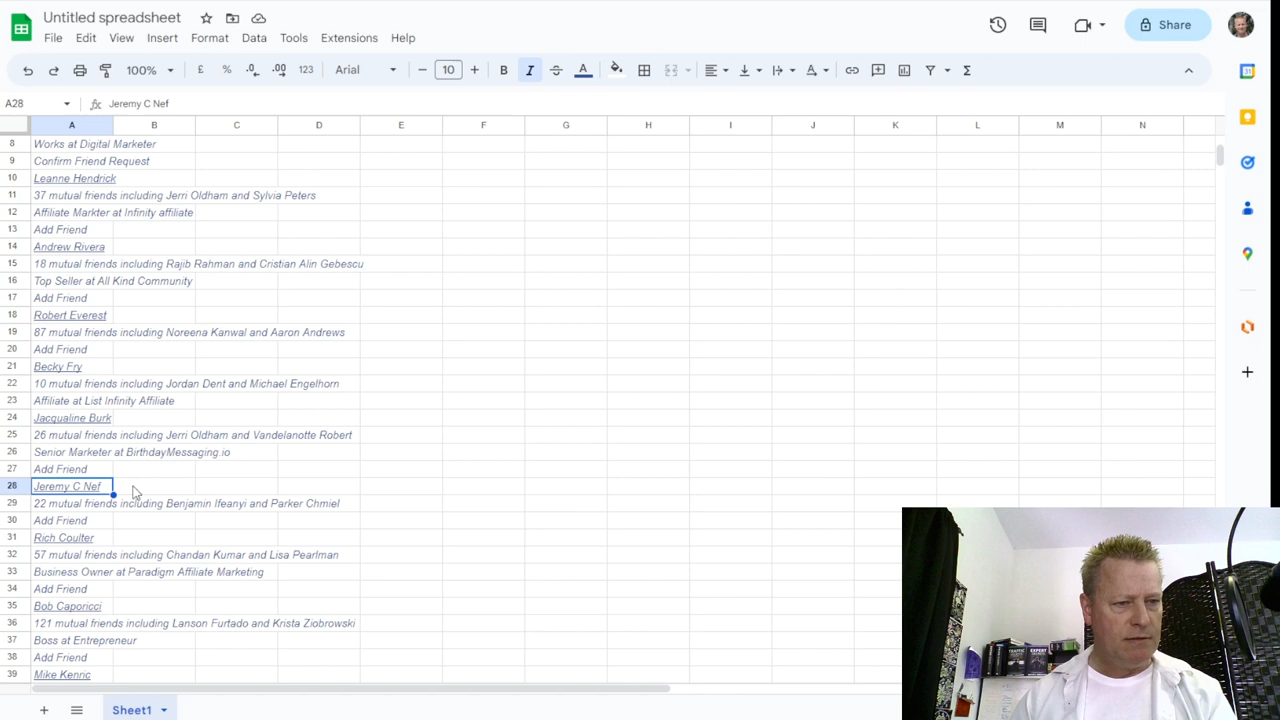 Untitled spreadsheet
File Edit View Insert Format Data Tools Extensions Help
Share
100% £ % .0 .00 123 Arial 10 B I A
A28 fx Jeremy C Nef
A B C D E F G H I J K L M N
8 Works at Digital Marketer
9 Confirm Friend Request
10 Leanne Hendrick
11 37 mutual friends including Jerri Oldham and Sylvia Peters
12 Affiliate Markter at Infinity affiliate
13 Add Friend
14 Andrew Rivera
15 18 mutual friends including Rajib Rahman and Cristian Alin Gebescu
16 Top Seller at All Kind Community
17 Add Friend
18 Robert Everest
19 87 mutual friends including Noreena Kanwal and Aaron Andrews
20 Add Friend
21 Becky Fry
22 10 mutual friends including Jordan Dent and Michael Engelhorn
23 Affiliate at List Infinity Affiliate
24 Jacqualine Burk
25 26 mutual friends including Jerri Oldham and Vandelanotte Robert
26 Senior Marketer at BirthdayMessaging.io
27 Add Friend
28 Jeremy C Nef
29 22 mutual friends including Benjamin Ifeanyi and Parker Chmiel
30 Add Friend
31 Rich Coulter
32 57 mutual friends including Chandan Kumar and Lisa Pearlman
33 Business Owner at Paradigm Affiliate Marketing
34 Add Friend
35 Bob Caporicci
36 121 mutual friends including Lanson Furtado and Krista Ziobrowski
37 Boss at Entrepreneur
38 Add Friend
39 Mike Kenric
Sheet1
TRAFFIC
EXPERT